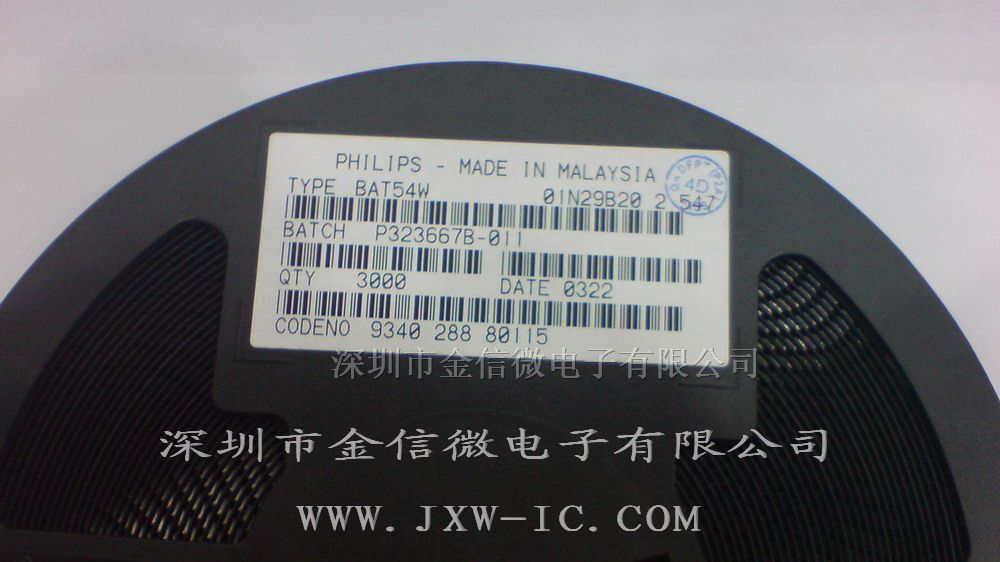 PHILIPS - MADE IN MALAYSIA
TYPE BAT54W 01N29B20 2 547
BATCH P323667B-011
QTY 3000 DATE 0322
CODENO 9340 288 80115
4D
深圳市金信微电子有限公司
深圳市金信微电子有限公司
WWW.JXW-IC.COM